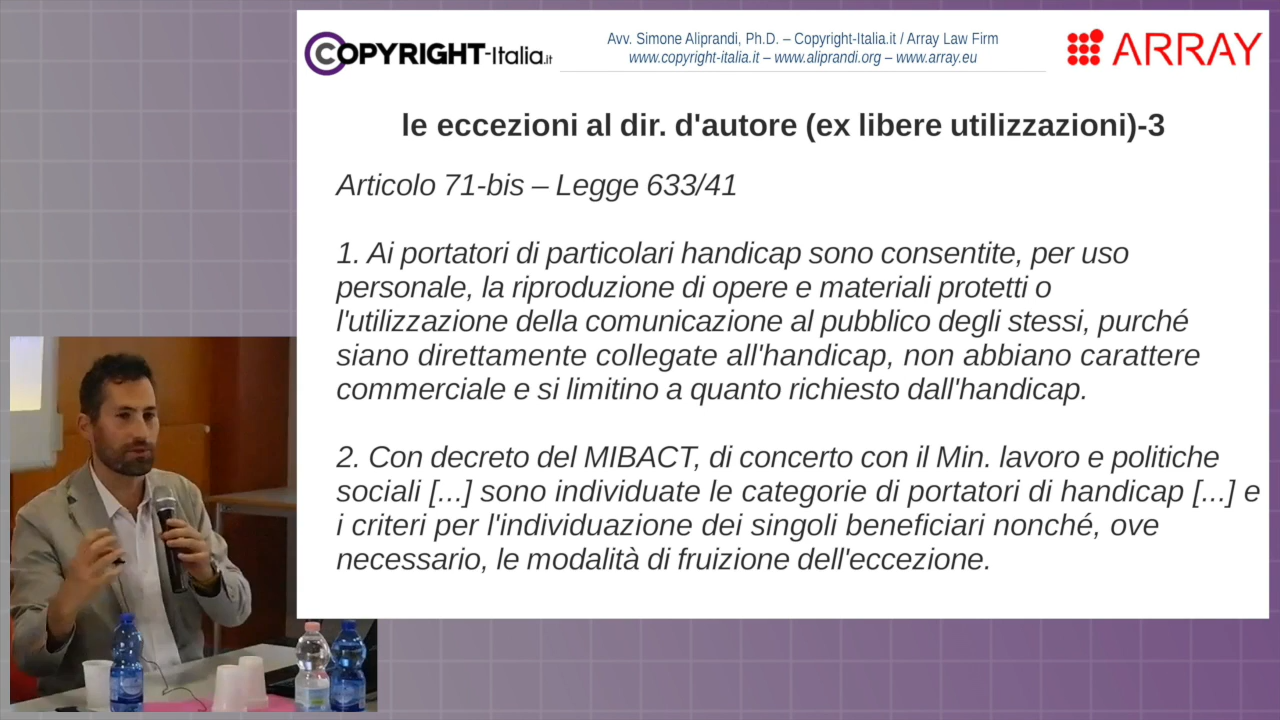 COPYRIGHT-Italia.it
Avv. Simone Aliprandi, Ph.D. – Copyright-Italia.it / Array Law Firm
www.copyright-italia.it – www.aliprandi.org – www.array.eu
ARRAY
le eccezioni al dir. d'autore (ex libere utilizzazioni)-3
Articolo 71-bis – Legge 633/41
1. Ai portatori di particolari handicap sono consentite, per uso
personale, la riproduzione di opere e materiali protetti o
l'utilizzazione della comunicazione al pubblico degli stessi, purché
siano direttamente collegate all'handicap, non abbiano carattere
commerciale e si limitino a quanto richiesto dall'handicap.
2. Con decreto del MIBACT, di concerto con il Min. lavoro e politiche
sociali [...] sono individuate le categorie di portatori di handicap [...] e
i criteri per l'individuazione dei singoli beneficiari nonché, ove
necessario, le modalità di fruizione dell'eccezione.